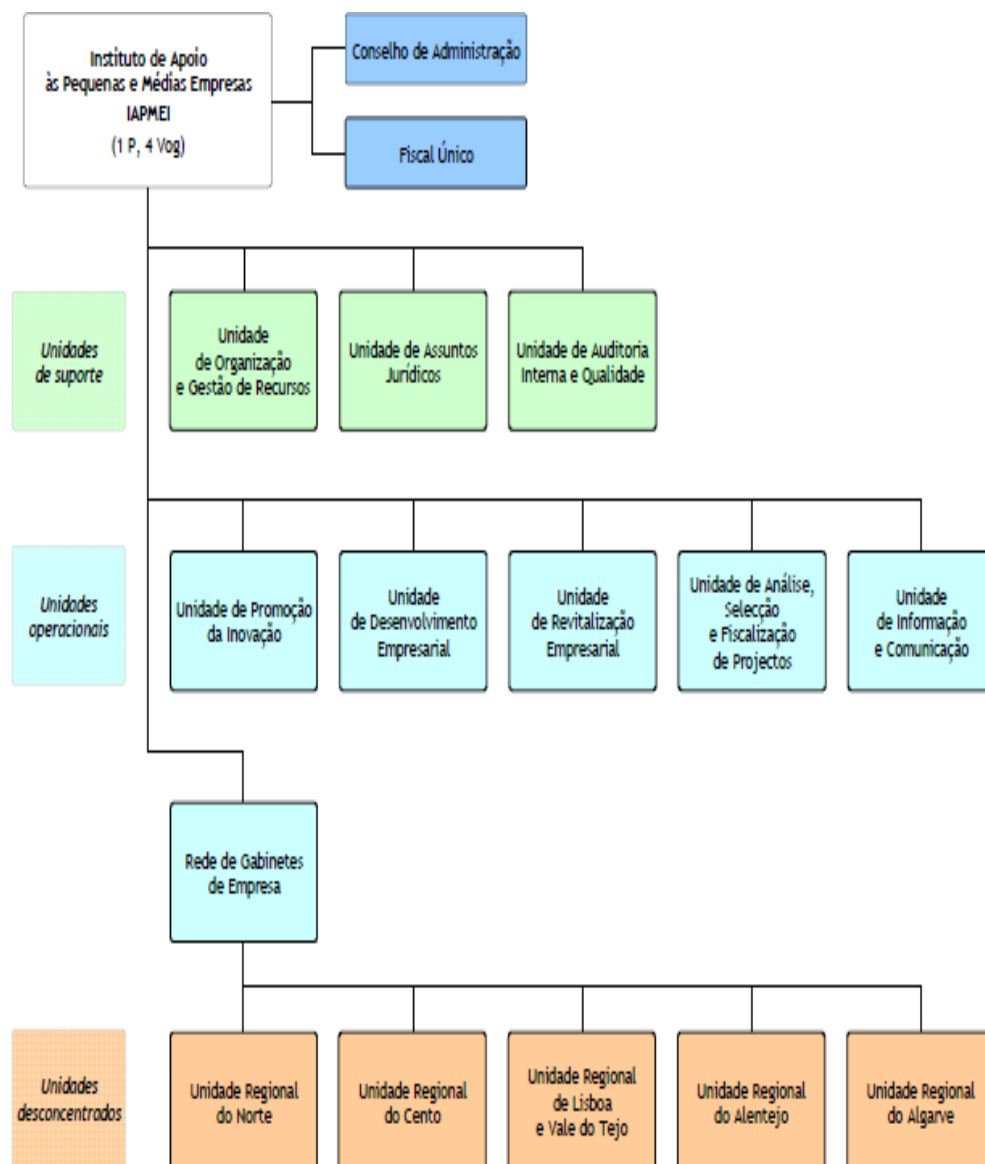 Instituto de Apoio
às Pequenas e Médias Empresas
IAPMEI
(1 P, 4 Vog)
Conselho de Administração
Fiscal Único
Unidades
de suporte
Unidade
de Organização
e Gestão de Recursos
Unidade de Assuntos
Jurídicos
Unidade de Auditoria
Interna e Qualidade
Unidades
operacionais
Unidade de Promoção
da Inovação
Unidade
de Desenvolvimento
Empresarial
Unidade
de Revitalização
Empresarial
Unidade de Análise,
Selecção
e Fiscalização
de Projectos
Unidade
de Informação
e Comunicação
Rede de Gabinetes
de Empresa
Unidades
desconcentrados
Unidade Regional
do Norte
Unidade Regional
do Cento
Unidade Regional
de Lisboa
e Vale do Tejo
Unidade Regional
do Alentejo
Unidade Regional
do Algarve